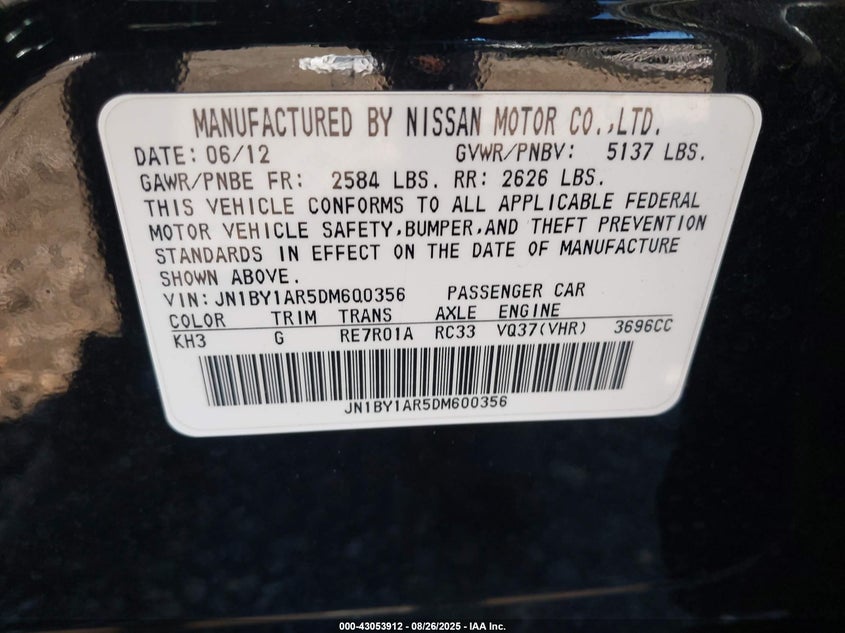 MANUFACTURED BY NISSAN MOTOR CO.,LTD.
DATE: 06/12 GVWR/PNBV: 5137 LBS.
GAWR/PNBE FR: 2584 LBS. RR: 2626 LBS.
THIS VEHICLE CONFORMS TO ALL APPLICABLE FEDERAL
MOTOR VEHICLE SAFETY,BUMPER,AND THEFT PREVENTION
STANDARDS IN EFFECT ON THE DATE OF MANUFACTURE
SHOWN ABOVE.
VIN: JN1BY1AR5DM600356 PASSENGER CAR
COLOR TRIM TRANS AXLE ENGINE
KH3 G RE7R01A RC33 VQ37(VHR) 3696CC
JN1BY1AR5DM600356
000-43053912 - 08/26/2025 - IAA Inc.